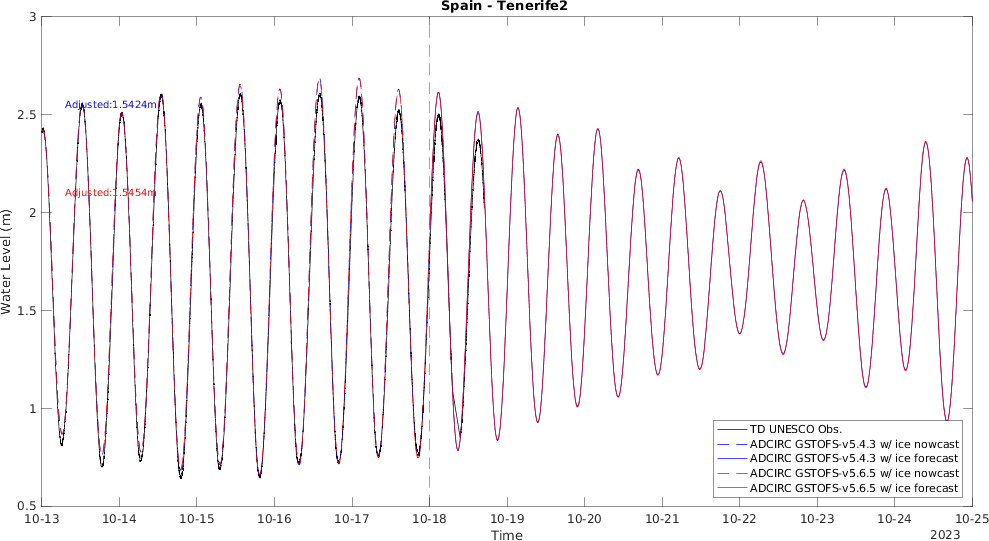 Spain - Tenerife2
3
2.5
2
1.5
1
0.5
Water Level (m)
Adjusted:1.5424m
Adjusted:1.5454m
TD UNESCO Obs.
ADCIRC GSTOFS-v5.4.3 w/ ice nowcast
ADCIRC GSTOFS-v5.4.3 w/ ice forecast
ADCIRC GSTOFS-v5.6.5 w/ ice nowcast
ADCIRC GSTOFS-v5.6.5 w/ ice forecast
10-13 10-14 10-15 10-16 10-17 10-18 10-19 10-20 10-21 10-22 10-23 10-24 10-25
Time
2023